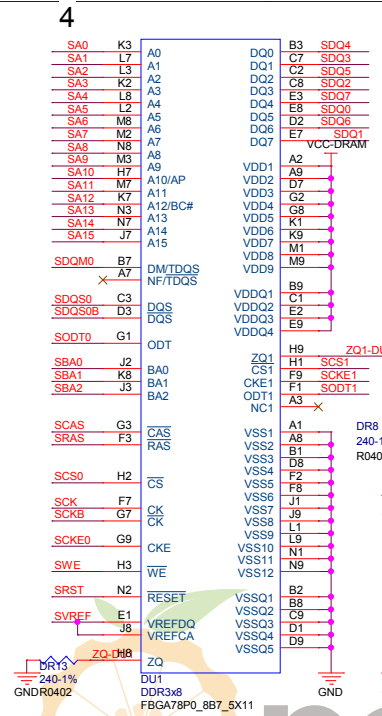 4
SA0 K3 A0 DQ0 B3 SDQ4
SA1 L7 A1 DQ1 C7 SDQ3
SA2 L3 A2 DQ2 C2 SDQ5
SA3 K2 A3 DQ3 C8 SDQ2
SA4 L8 A4 DQ4 E3 SDQ7
SA5 L2 A5 DQ5 E8 SDQ0
SA6 M8 A6 DQ6 D2 SDQ6
SA7 M2 A7 DQ7 E7 SDQ1
SA8 N8 A8 VCC-DRAM
SA9 M3 A9 VDD1 A2
SA10 H7 A10/AP VDD2 A9
SA11 M7 A11 VDD3 D7
SA12 K7 A12/BC# VDD4 G2
SA13 N3 A13 VDD5 G8
SA14 N7 A14 VDD6 K1
SA15 J7 A15 VDD7 K9
VDD8 M1
SDQM0 B7 DM/TDQS VDD9 M9
A7 NF/TDQS
VDDQ1 B9
SDQS0 C3 DQS VDDQ2 C1
SDQS0B D3 DQS VDDQ3 E2
VDDQ4 E9
SODT0 G1 ODT
ZQ1 H9 ZQ1-DU
SBA0 J2 BA0 CS1 H1 SCS1
SBA1 K8 BA1 CKE1 F9 SCKE1
SBA2 J3 BA2 ODT1 F1 SODT1
NC1 A3
SCAS G3 CAS VSS1 A1 DR8
SRAS F3 RAS VSS2 A8 240-1
VSS3 B1 R040
VSS4 D8
SCS0 H2 CS VSS5 F2
VSS6 F8
SCK F7 CK VSS7 J1
SCKB G7 CK VSS8 J9
VSS9 L1
SCKE0 G9 CKE VSS10 L9
VSS11 N1
SWE H3 WE VSS12 N9
SRST N2 RESET VSSQ1 B2
VSSQ2 B8
SVREF E1 VREFDQ VSSQ3 C9
J8 VREFCA VSSQ4 D1
VSSQ5 D9
ZQ-DU H8 ZQ
DR13 DU1
240-1% DDR3x8
GND R0402 FBGA78P0_8B7_5X11 GND